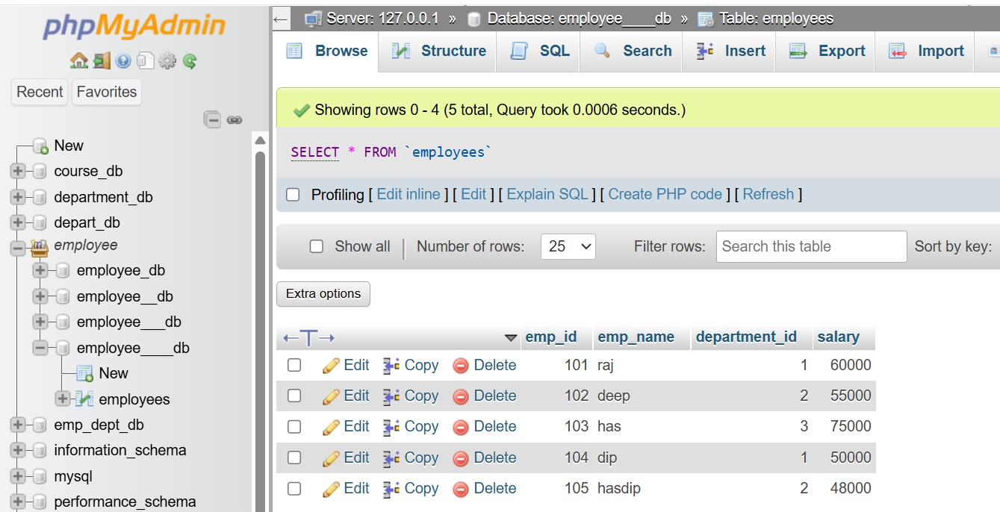 phpMyAdmin
Recent Favorites
New
course_db
department_db
depart_db
employee
employee_db
employee__db
employee___db
employee____db
New
employees
emp_dept_db
information_schema
mysql
performance_schema
Server: 127.0.0.1 » Database: employee____db » Table: employees
Browse Structure SQL Search Insert Export Import
Showing rows 0 - 4 (5 total, Query took 0.0006 seconds.)
SELECT * FROM `employees`
Profiling [ Edit inline ] [ Edit ] [ Explain SQL ] [ Create PHP code ] [ Refresh ]
Show all | Number of rows: 25 Filter rows: Search this table Sort by key:
Extra options
←T→ emp_id emp_name department_id salary
Edit Copy Delete 101 raj 1 60000
Edit Copy Delete 102 deep 2 55000
Edit Copy Delete 103 has 3 75000
Edit Copy Delete 104 dip 1 50000
Edit Copy Delete 105 hasdip 2 48000